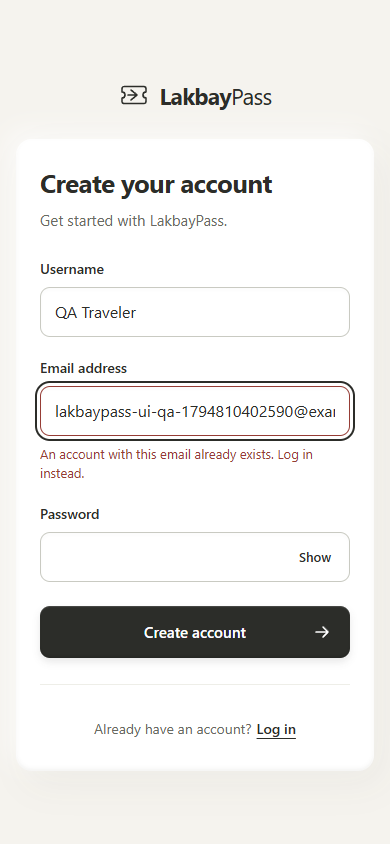 LakbayPass
Create your account
Get started with LakbayPass.
Username
QA Traveler
Email address
lakbaypass-ui-qa-1794810402590@exa
An account with this email already exists. Log in
instead.
Password
Show
Create account
Already have an account? Log in